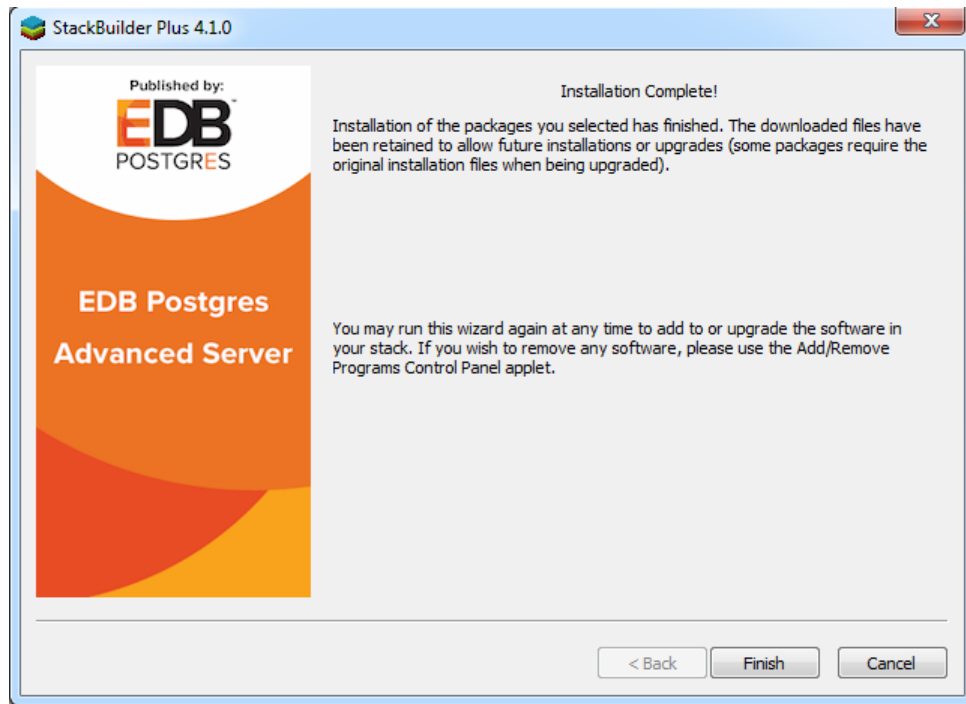 StackBuilder Plus 4.1.0
Published by:
EDB™
POSTGRES
EDB Postgres
Advanced Server
Installation Complete!
Installation of the packages you selected has finished. The downloaded files have
been retained to allow future installations or upgrades (some packages require the
original installation files when being upgraded).
You may run this wizard again at any time to add to or upgrade the software in
your stack. If you wish to remove any software, please use the Add/Remove
Programs Control Panel applet.
< Back
Finish
Cancel